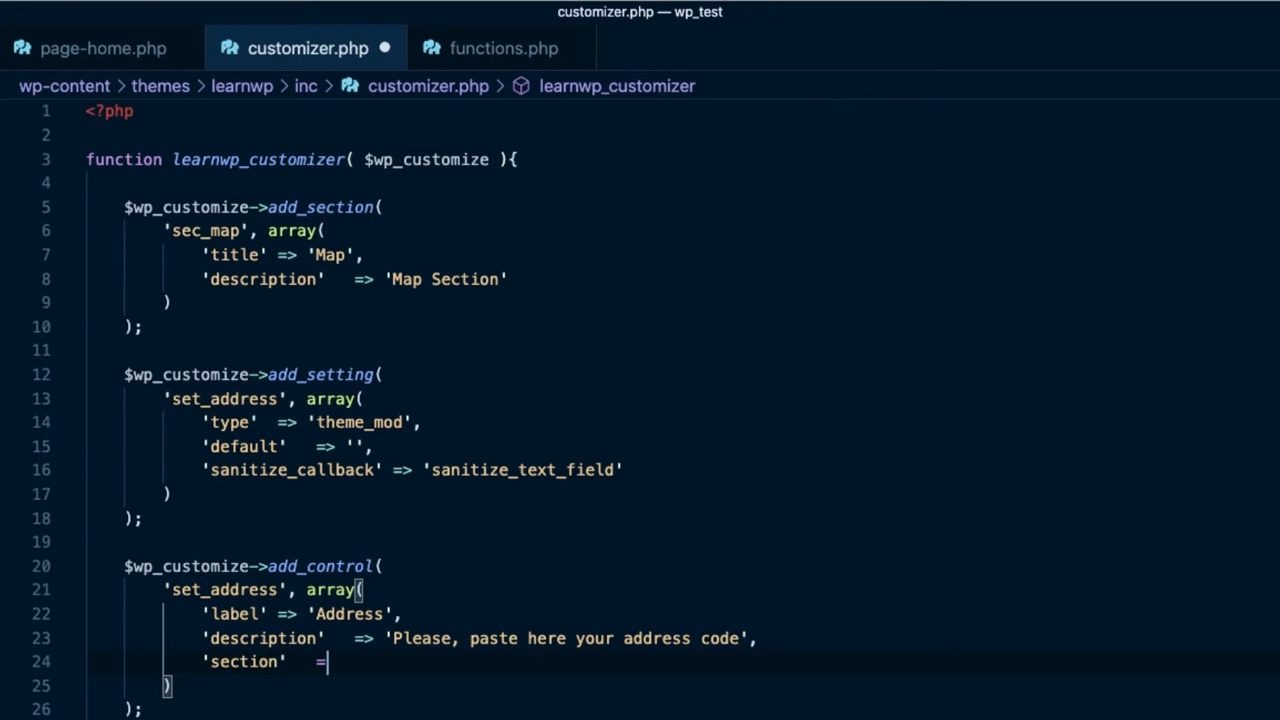 customizer.php — wp_test
page-home.php customizer.php functions.php
wp-content > themes > learnwp > inc > customizer.php > learnwp_customizer
1 <?php
2
3 function learnwp_customizer( $wp_customize ){
4
5 $wp_customize->add_section(
6 'sec_map', array(
7 'title' => 'Map',
8 'description' => 'Map Section'
9 )
10 );
11
12 $wp_customize->add_setting(
13 'set_address', array(
14 'type' => 'theme_mod',
15 'default' => '',
16 'sanitize_callback' => 'sanitize_text_field'
17 )
18 );
19
20 $wp_customize->add_control(
21 'set_address', array(
22 'label' => 'Address',
23 'description' => 'Please, paste here your address code',
24 'section' =
25 )
26 );